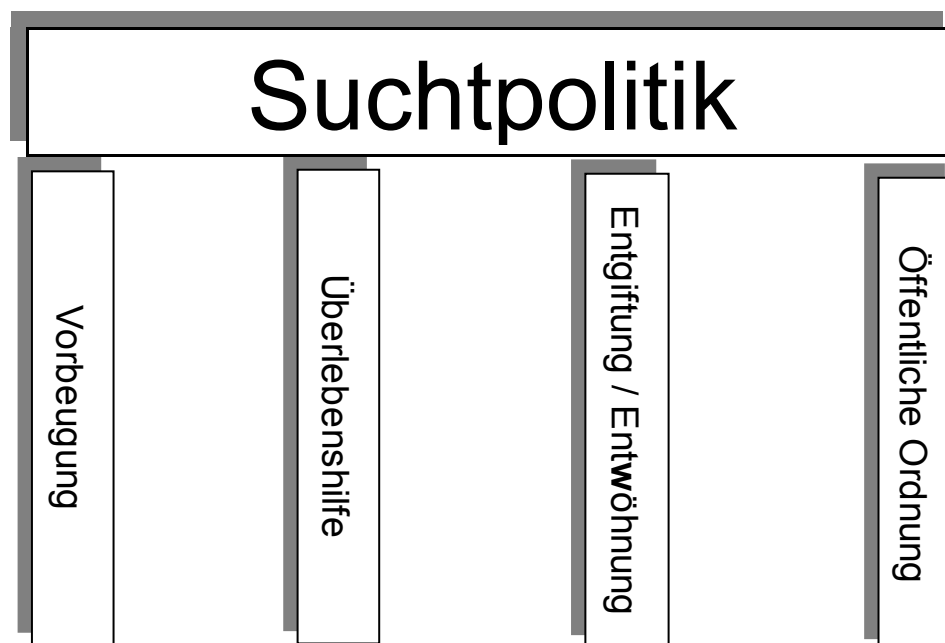 Suchtpolitik
Vorbeugung
Überlebenshilfe
Entgiftung / Entwöhnung
Öffentliche Ordnung